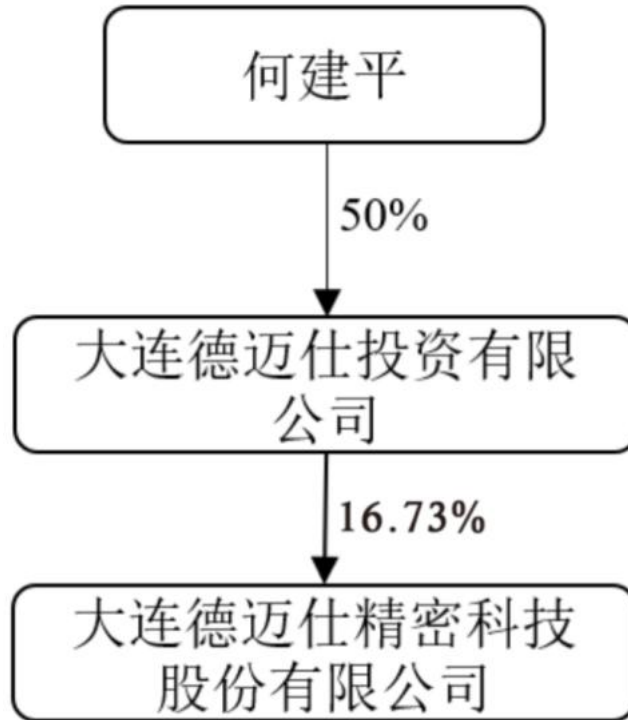 何建平
50%
大连德迈仕投资有限
公司
16.73%
大连德迈仕精密科技
股份有限公司